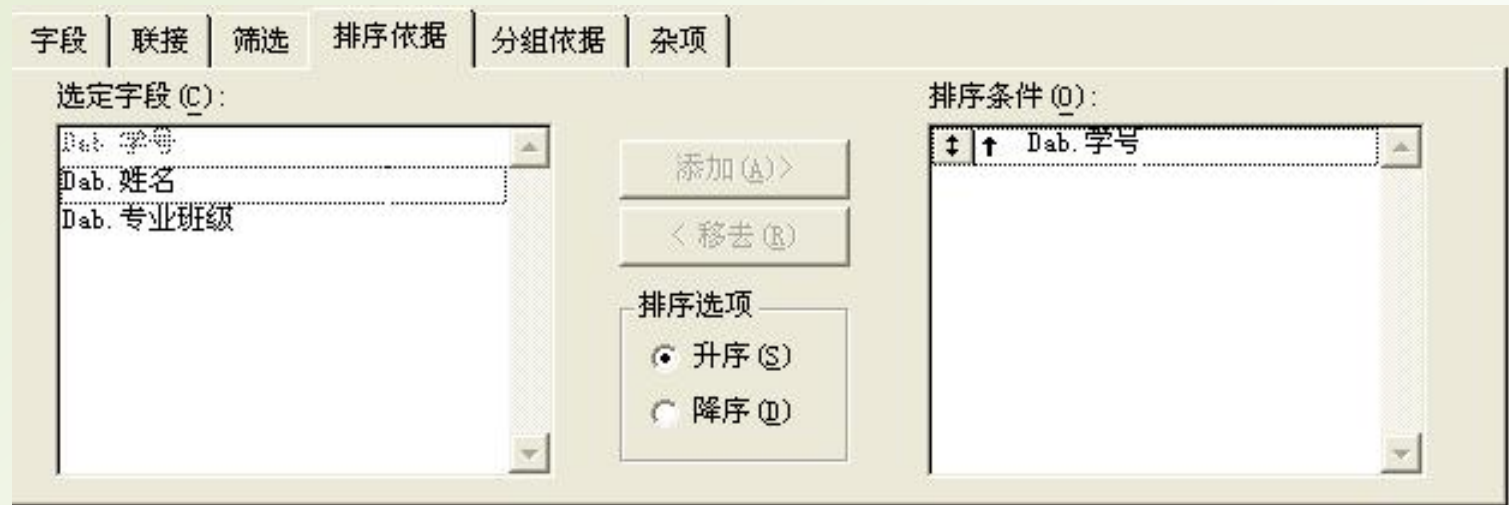 字段 联接 筛选 排序依据 分组依据 杂项
选定字段(C):
Dab.学号
Dab.姓名
Dab.专业班级
添加(A)>
<移去(R)
排序选项
升序(S)
降序(D)
排序条件(O):
Dab.学号